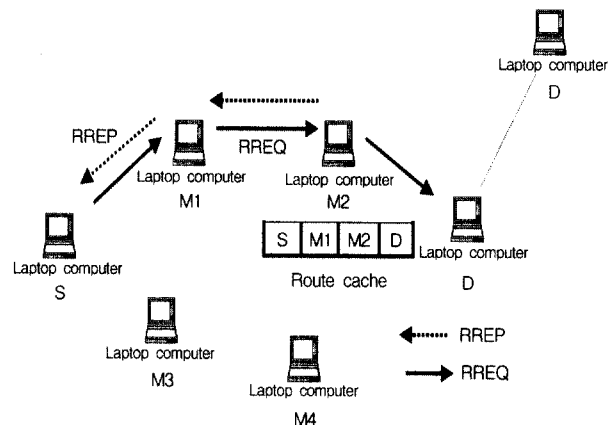 Laptop computer
D
RREP
RREQ
Laptop computer
M1
Laptop computer
M2
S M1 M2 D
Route cache
Laptop computer
D
Laptop computer
S
Laptop computer
M3
Laptop computer
M4
RREP
RREQ